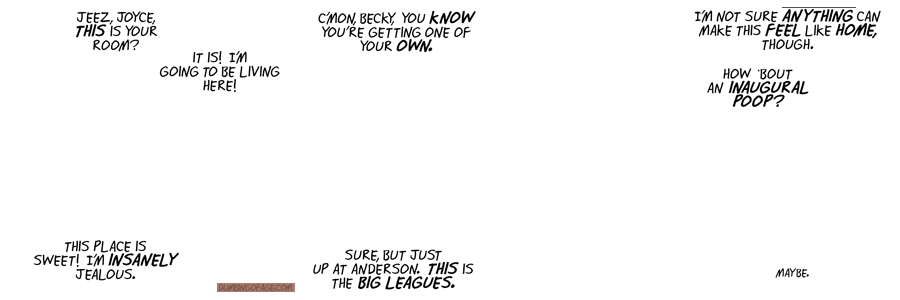 JEEZ, JOYCE,
THIS IS YOUR
ROOM?
IT IS! I'M
GOING TO BE LIVING
HERE!
THIS PLACE IS
SWEET! I'M INSANELY
JEALOUS.
DUMBINGOFAGE.COM
C'MON, BECKY, YOU KNOW
YOU'RE GETTING ONE OF
YOUR OWN.
SURE, BUT JUST
UP AT ANDERSON. THIS IS
THE BIG LEAGUES.
I'M NOT SURE ANYTHING CAN
MAKE THIS FEEL LIKE HOME,
THOUGH.
HOW 'BOUT
AN INAUGURAL
POOP?
MAYBE.